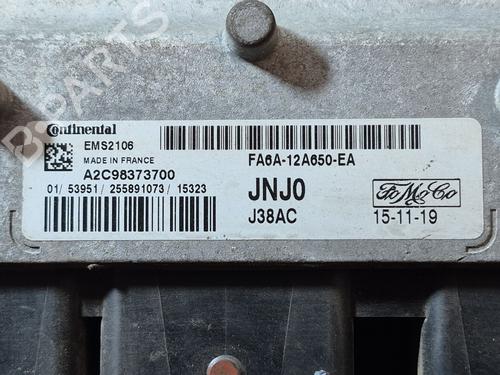 Continental
EMS2106
MADE IN FRANCE
A2C98373700
01/ 53951/ 255891073/ 15323
FA6A-12A650-EA
JNJ0
J38AC
FoMoCo
15-11-19